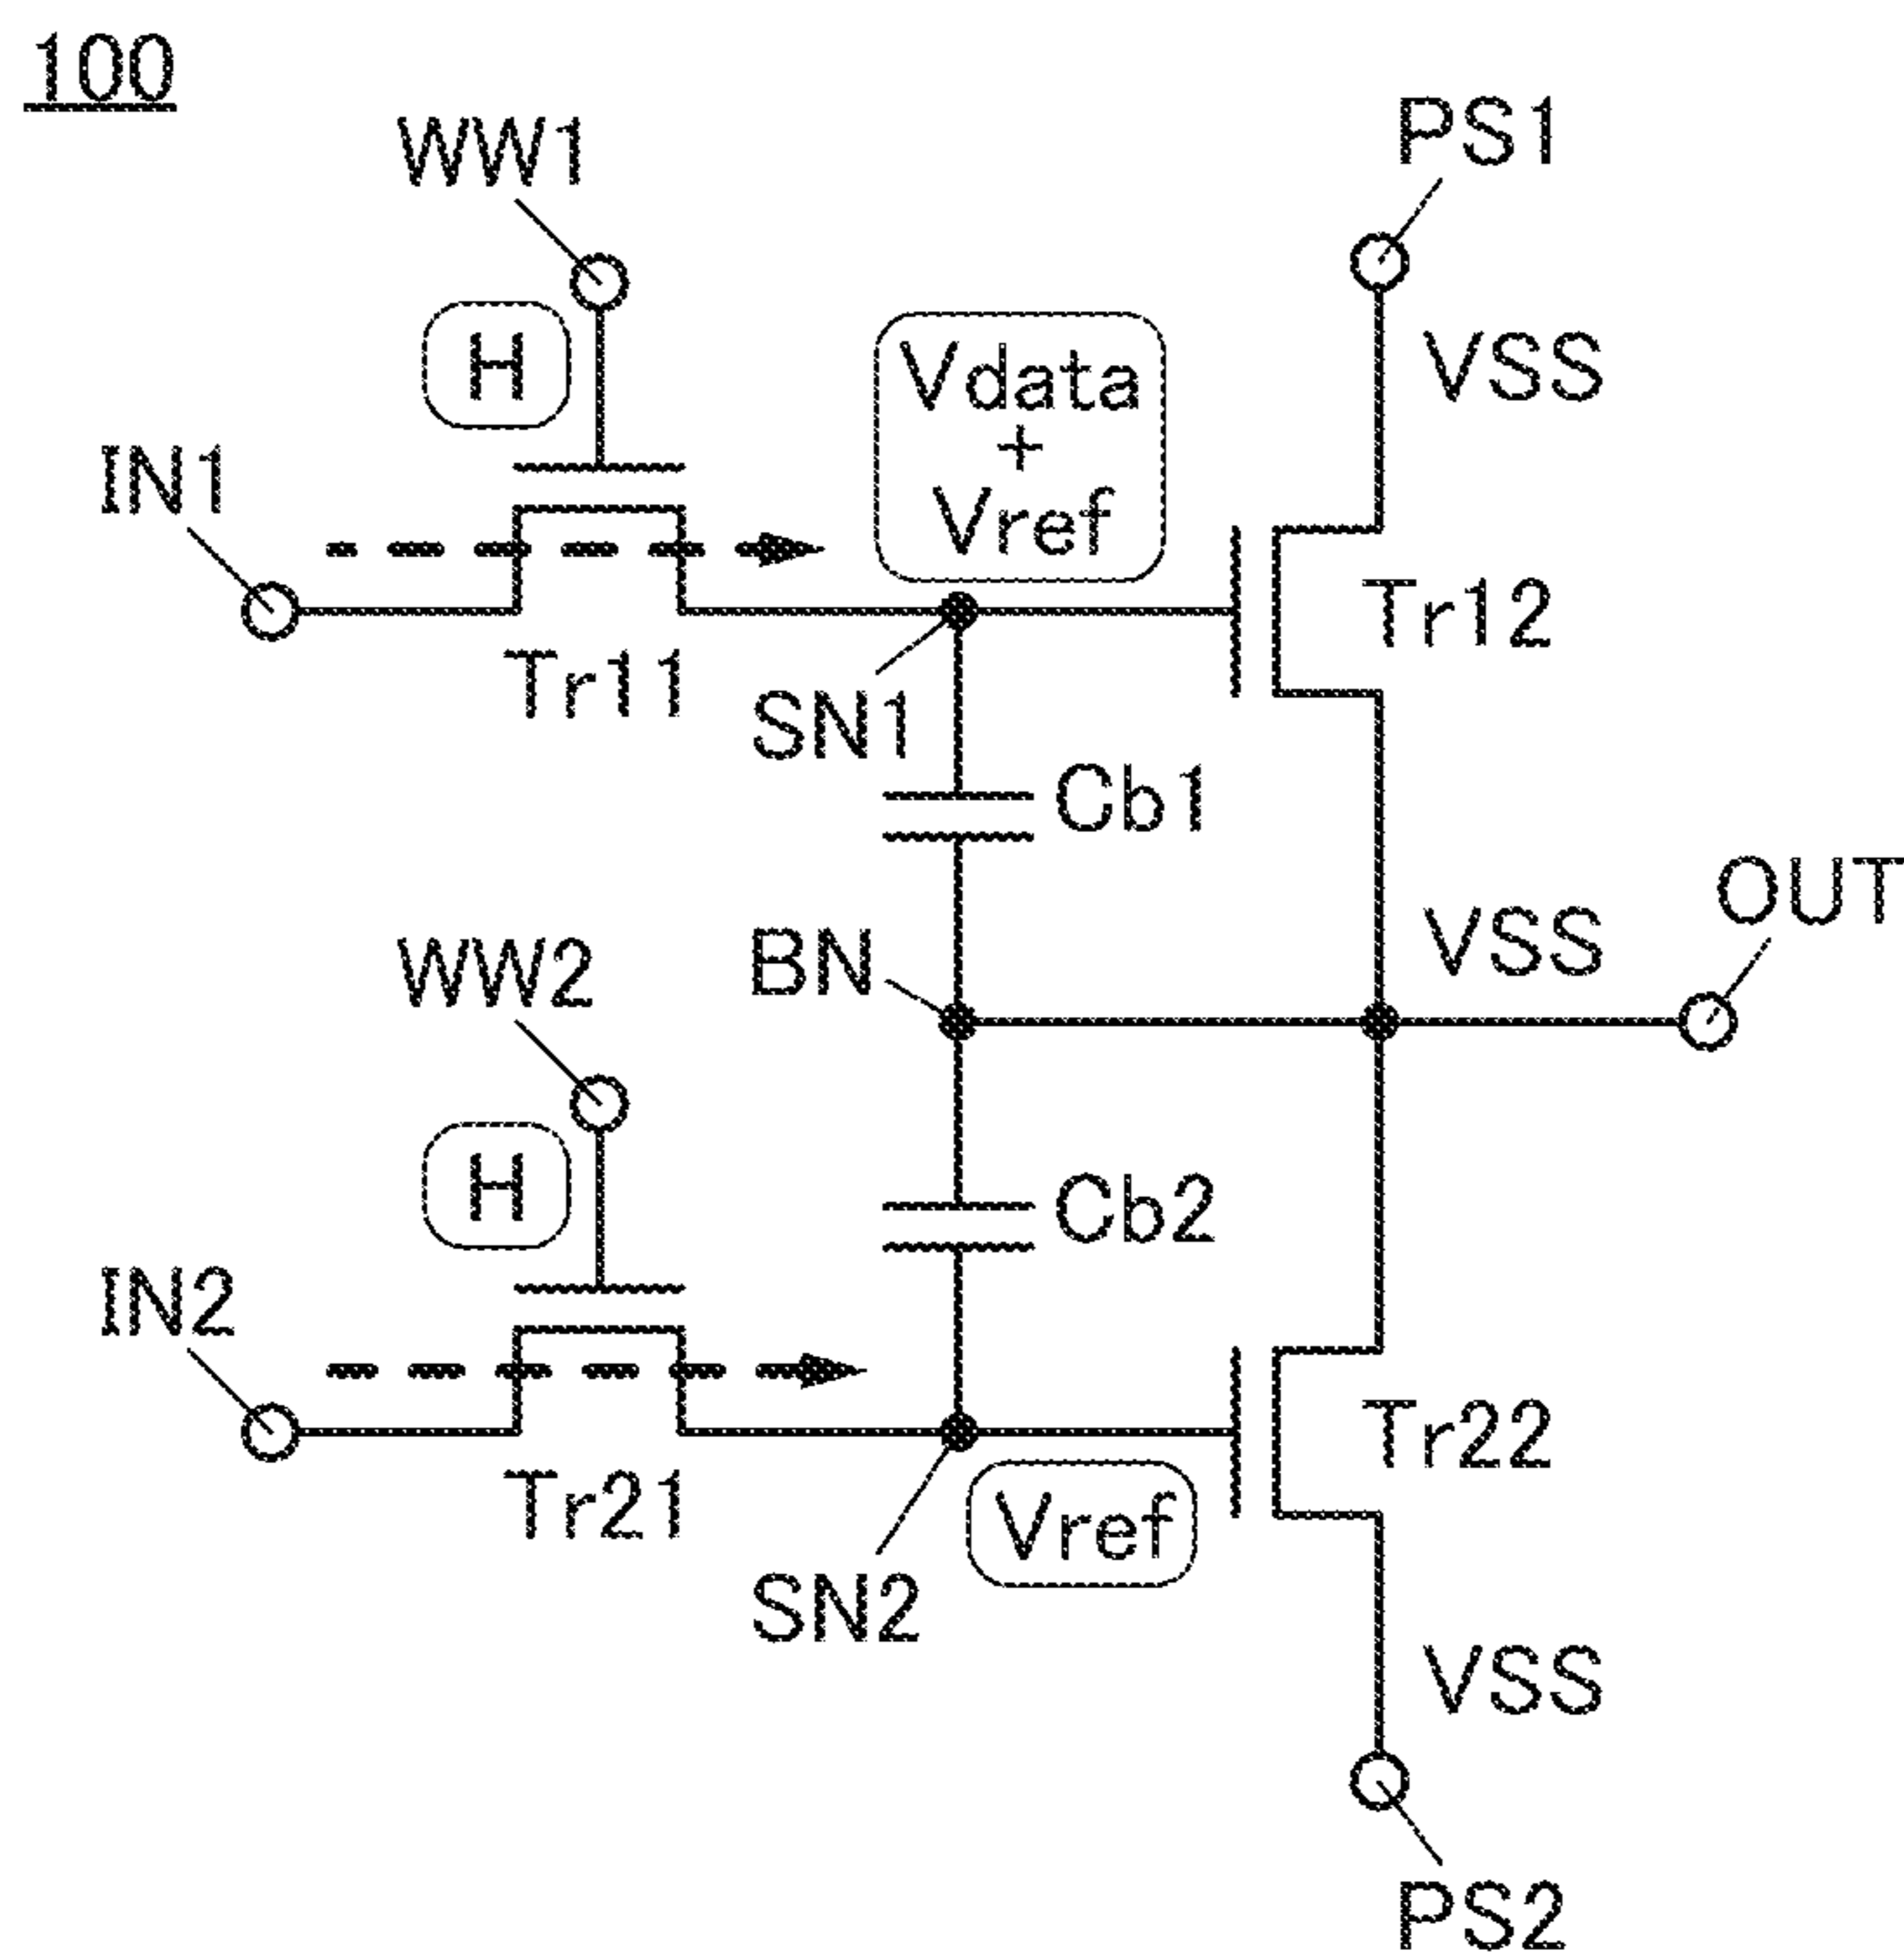 100
WW1
PS1
H
Vdata
+
Vref
VSS
IN1
Tr12
Tr11
SN1
Cb1
OUT
VSS
BN
WW2
H
Cb2
IN2
Tr22
Tr21
Vref
SN2
VSS
PS2